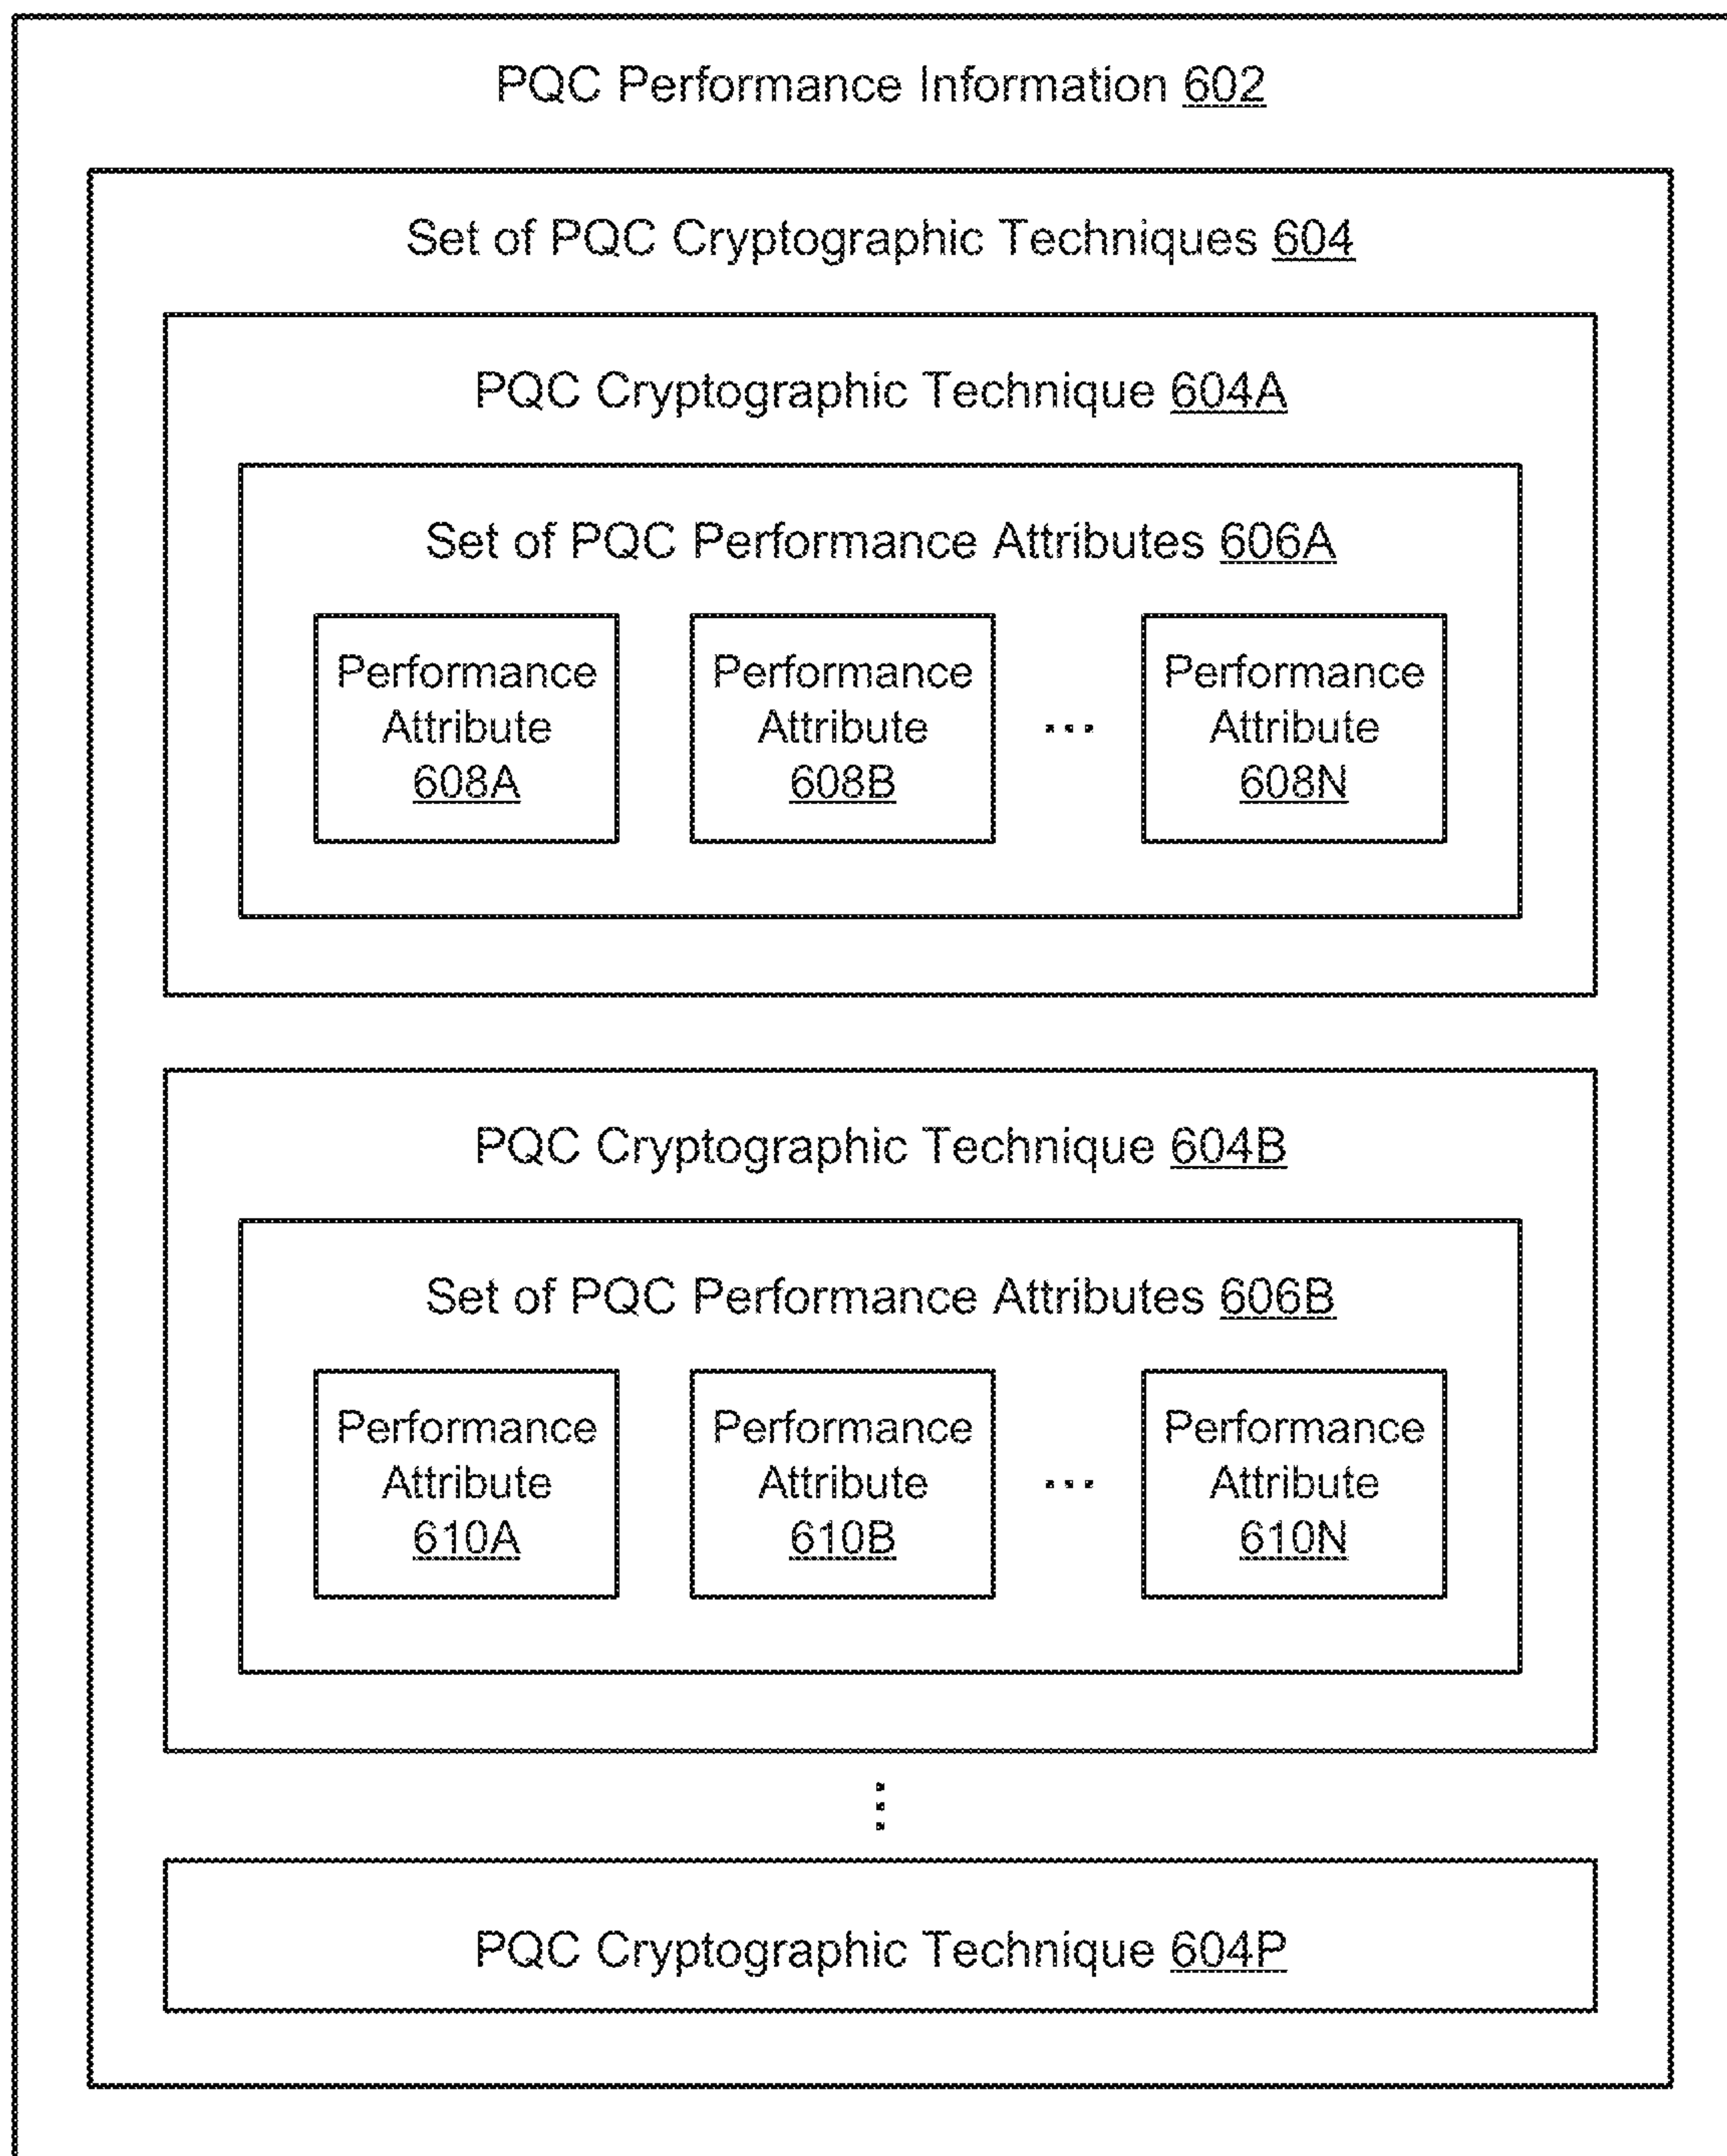 PQC Performance Information 602
Set of PQC Cryptographic Techniques 604
PQC Cryptographic Technique 604A
Set of PQC Performance Attributes 606A
Performance
Attribute
608A
Performance
Attribute
608B
...
Performance
Attribute
608N
PQC Cryptographic Technique 604B
Set of PQC Performance Attributes 606B
Performance
Attribute
610A
Performance
Attribute
610B
...
Performance
Attribute
610N
PQC Cryptographic Technique 604P